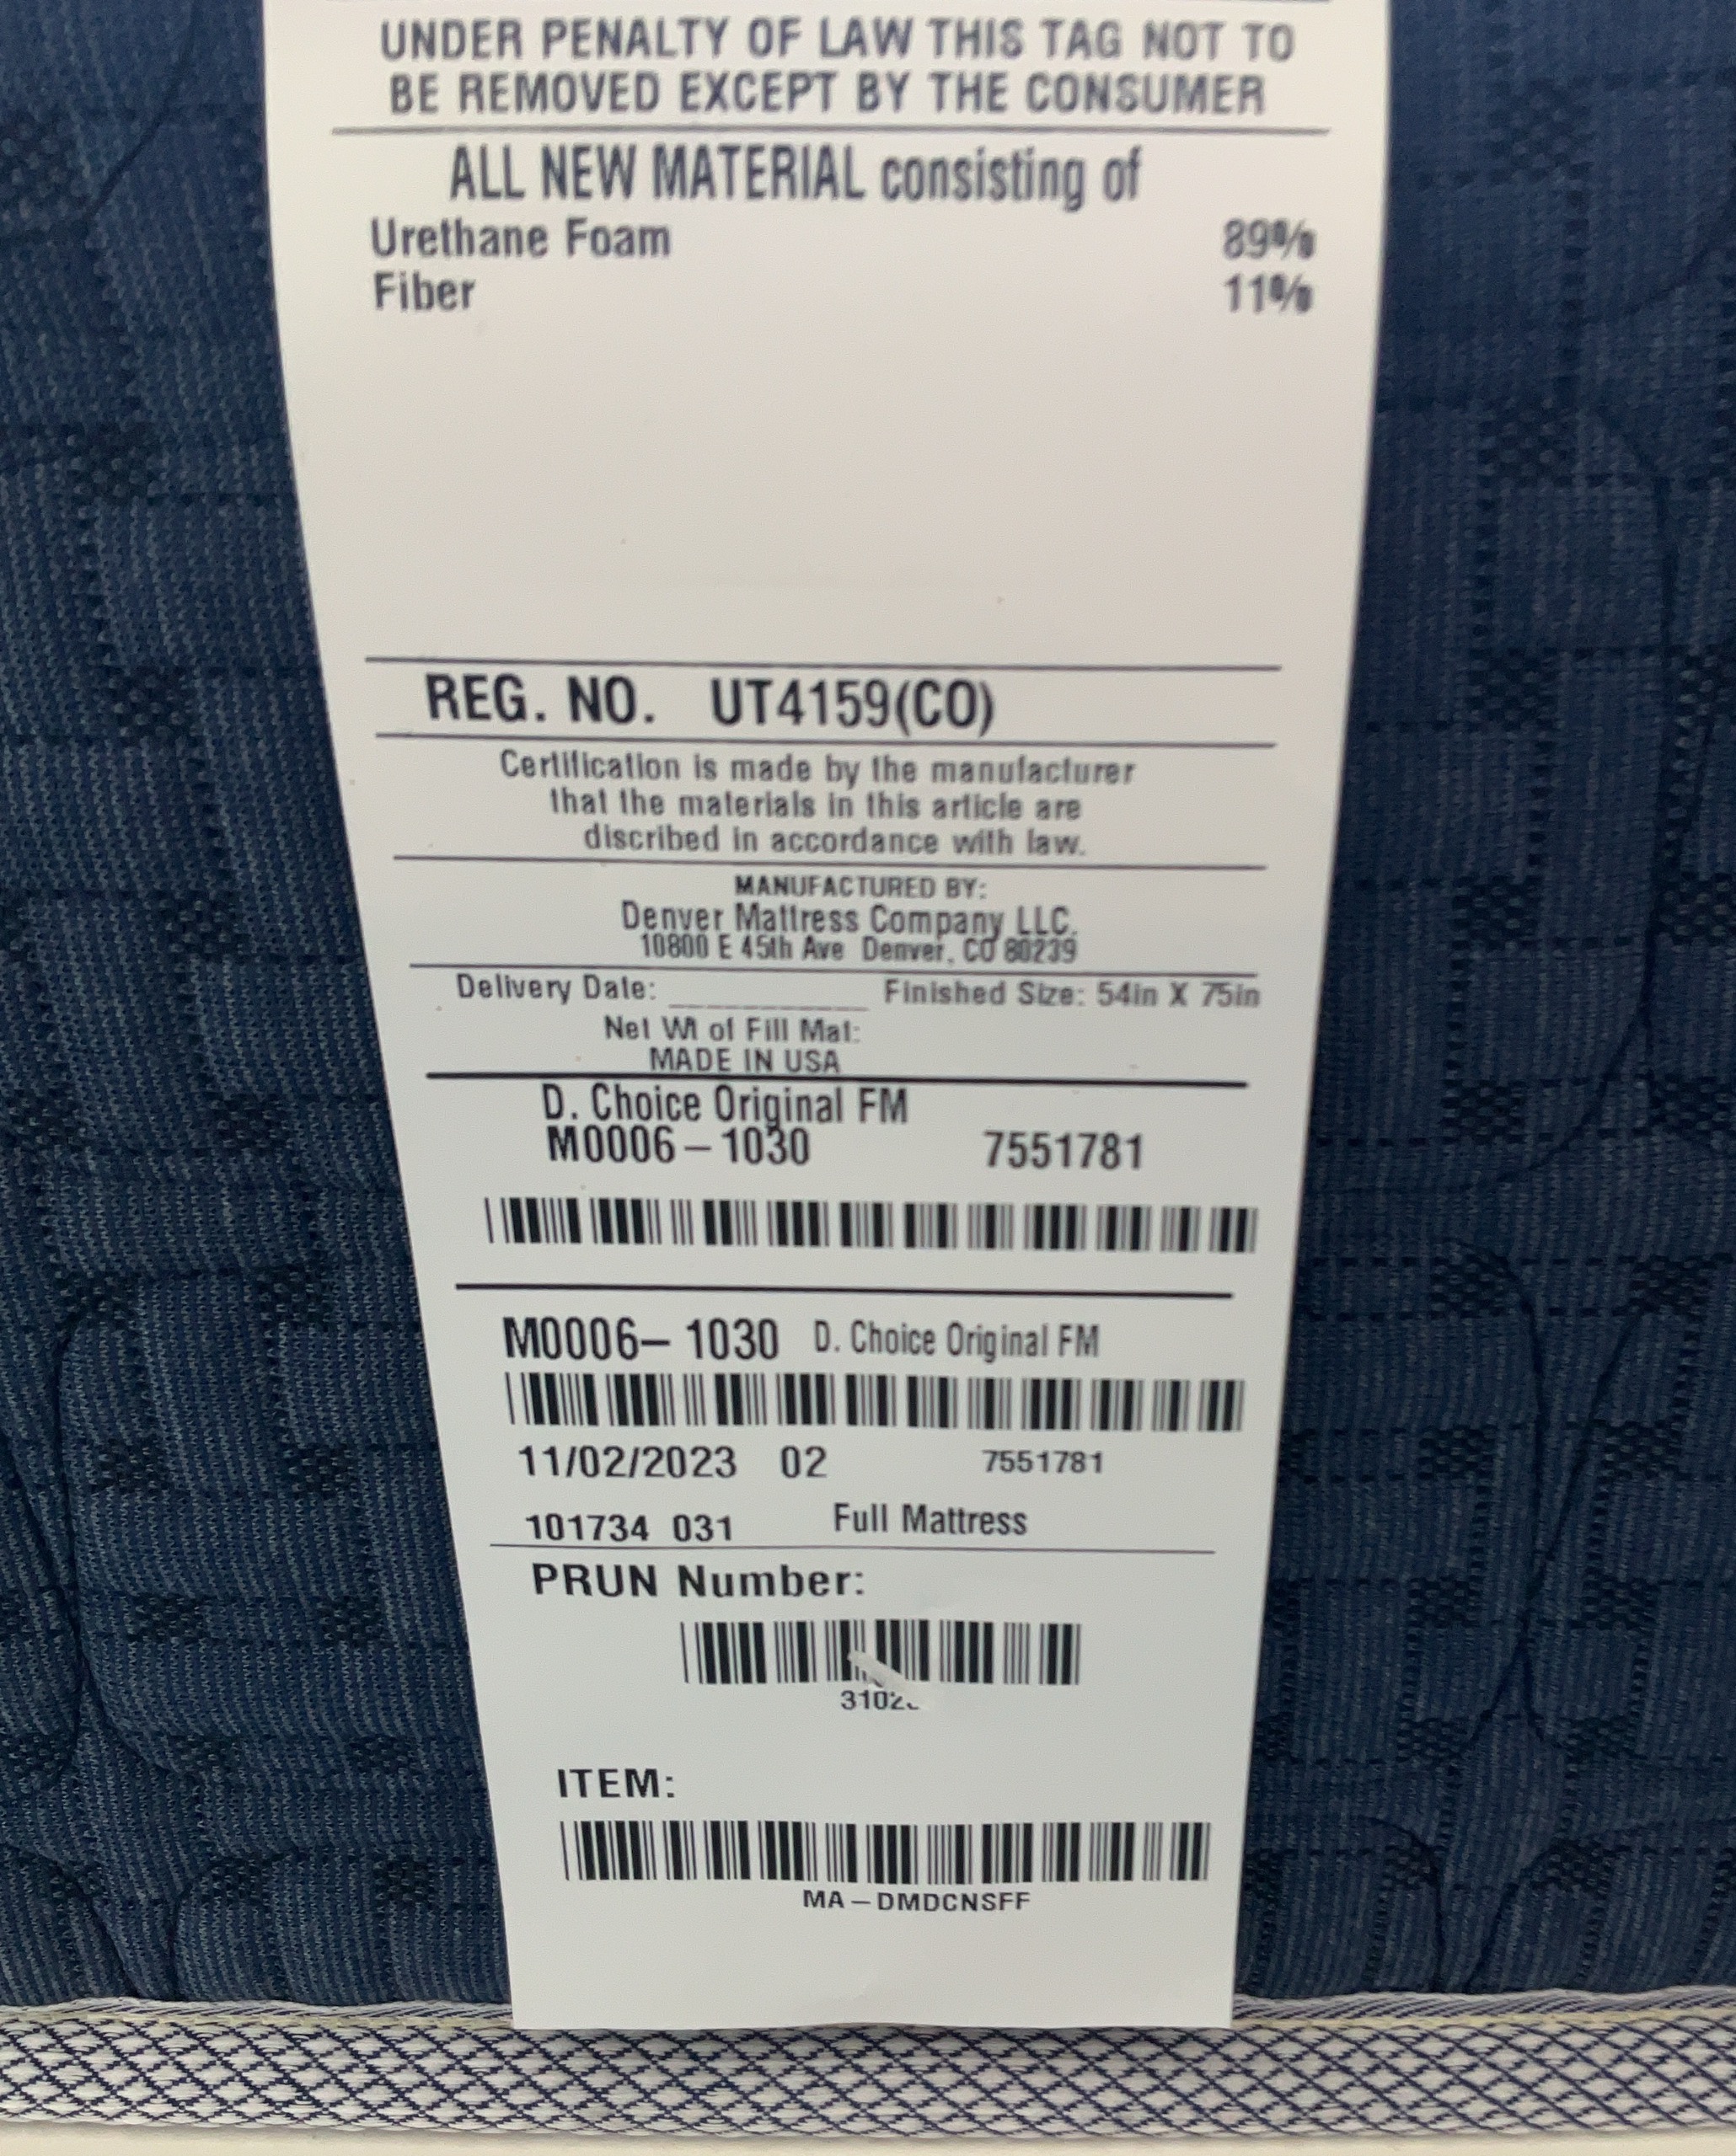 UNDER PENALTY OF LAW THIS TAG NOT TO
BE REMOVED EXCEPT BY THE CONSUMER
ALL NEW MATERIAL consisting of
Urethane Foam 89%
Fiber 11%
REG. NO. UT4159(CO)
Certification is made by the manufacturer
that the materials in this article are
discribed in accordance with law.
MANUFACTURED BY:
Denver Mattress Company LLC.
10800 E 45th Ave Denver, CO 80239
Delivery Date: Finished Size: 54in X 75in
Net Wt of Fill Mat:
MADE IN USA
D. Choice Original FM
M0006-1030 7551781
M0006-1030 D. Choice Original FM
11/02/2023 02 7551781
101734 031 Full Mattress
PRUN Number:
ITEM:
MA-DMDCNSFF